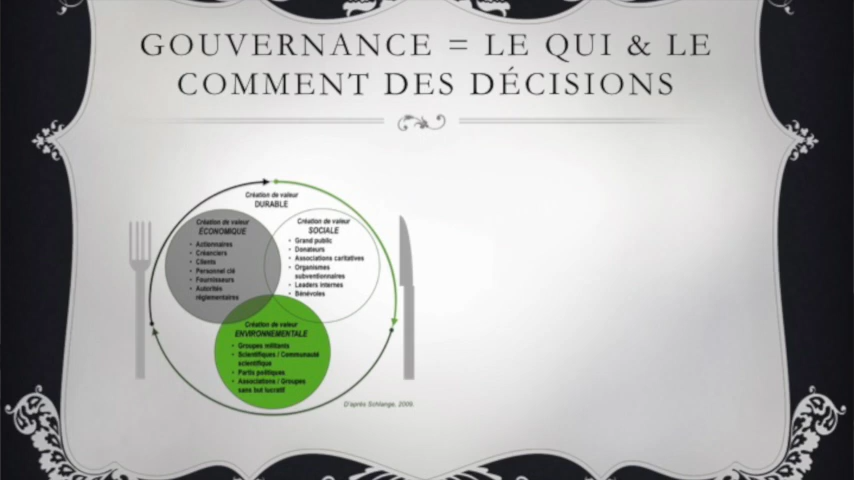 GOUVERNANCE = LE QUI & LE
COMMENT DES DÉCISIONS
Création de valeur
DURABLE
Création de valeur
ÉCONOMIQUE
• Actionnaires
• Créanciers
• Clients
• Personnel clé
• Fournisseurs
• Autorités
réglementaires
Création de valeur
SOCIALE
• Grand public
• Donateurs
• Associations caritatives
• Organismes
subventionnaires
• Leaders internes
• Bénévoles
Création de valeur
ENVIRONNEMENTALE
• Groupes militants
• Scientifiques / Communauté
scientifique
• Partis politiques
• Associations / Groupes
sans but lucratif
D'après Schlange, 2009.